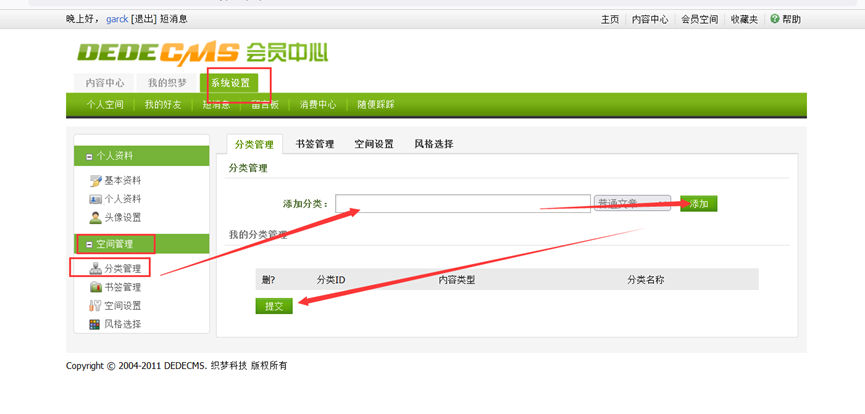 晚上好， garck [退出] 短消息
主页 内容中心 会员空间 收藏夹 帮助
DEDECMS 会员中心
内容中心 我的织梦 系统设置
个人空间 我的好友 短消息 留言板 消费中心 随便踩踩
个人资料
基本资料
个人资料
头像设置
空间管理
分类管理
书签管理
空间设置
风格选择
分类管理 书签管理 空间设置 风格选择
分类管理
添加分类： 普通文章 添加
我的分类管理
删? 分类ID 内容类型 分类名称
提交
Copyright © 2004-2011 DEDECMS. 织梦科技 版权所有